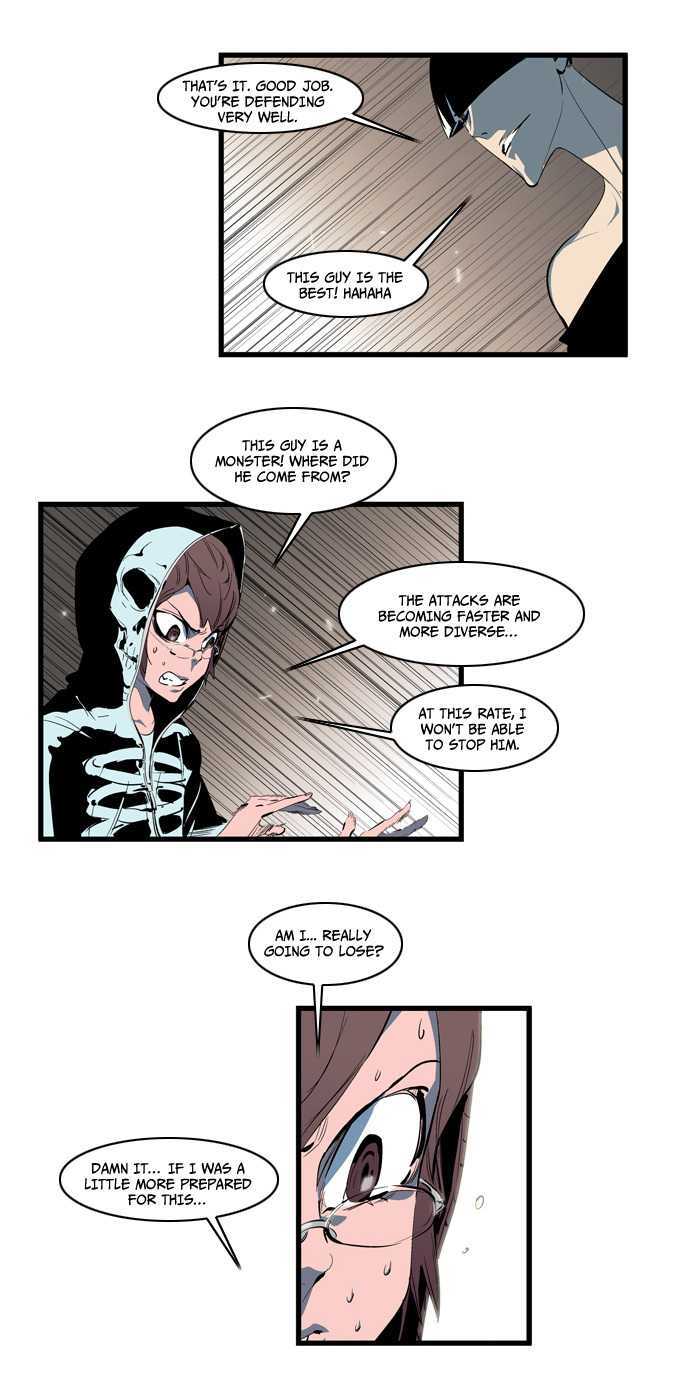 THAT'S IT. GOOD JOB.
YOU'RE DEFENDING
VERY WELL.
THIS GUY IS THE
BEST! HAHAHA
THIS GUY IS A
MONSTER! WHERE DID
HE COME FROM?
THE ATTACKS ARE
BECOMING FASTER AND
MORE DIVERSE...
AT THIS RATE, I
WON'T BE ABLE
TO STOP HIM.
AM I... REALLY
GOING TO LOSE?
DAMN IT... IF I WAS A
LITTLE MORE PREPARED
FOR THIS...